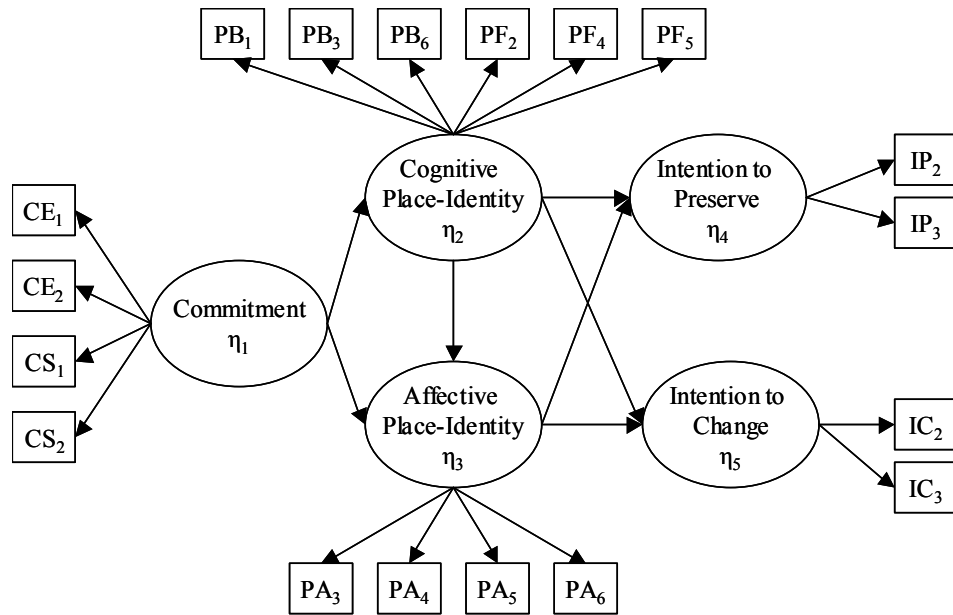 PB₁ PB₃ PB₆ PF₂ PF₄ PF₅
Cognitive
Place-Identity
η₂
Intention to
Preserve
η₄
IP₂
IP₃
CE₁
CE₂
CS₁
CS₂
Commitment
η₁
Affective
Place-Identity
η₃
Intention to
Change
η₅
IC₂
IC₃
PA₃ PA₄ PA₅ PA₆